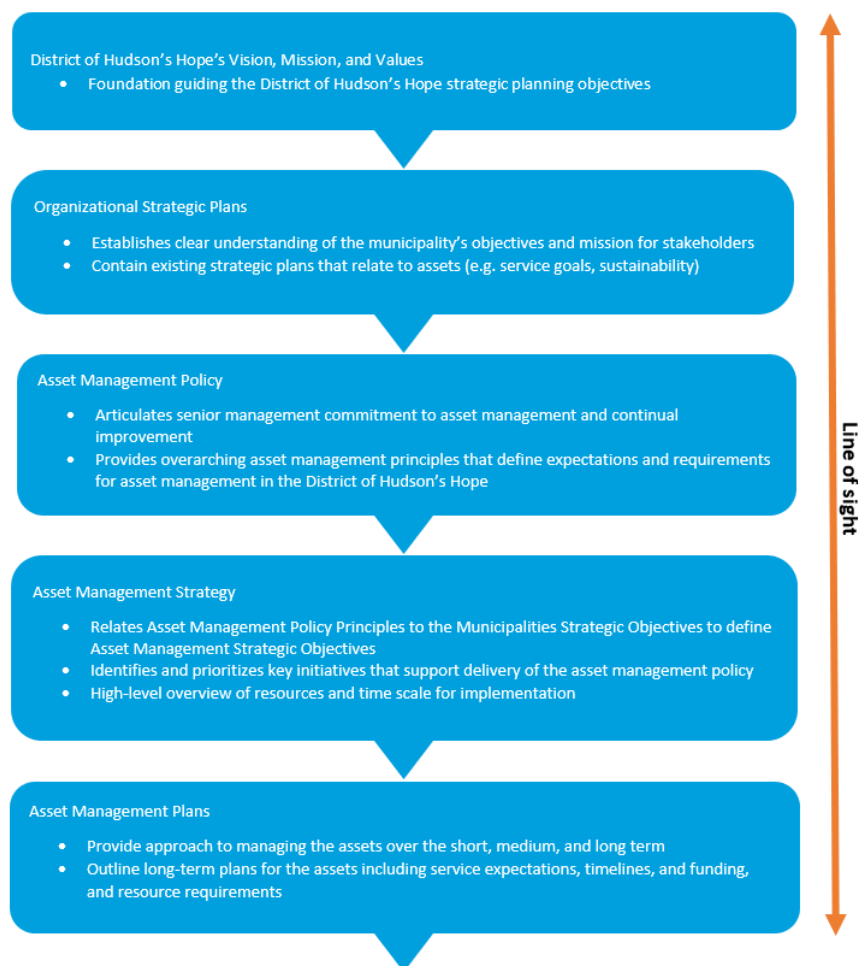 District of Hudson's Hope's Vision, Mission, and Values
• Foundation guiding the District of Hudson's Hope strategic planning objectives
Organizational Strategic Plans
• Establishes clear understanding of the municipality's objectives and mission for stakeholders
• Contain existing strategic plans that relate to assets (e.g. service goals, sustainability)
Asset Management Policy
• Articulates senior management commitment to asset management and continual
improvement
• Provides overarching asset management principles that define expectations and requirements
for asset management in the District of Hudson's Hope
Asset Management Strategy
• Relates Asset Management Policy Principles to the Municipalities Strategic Objectives to define
Asset Management Strategic Objectives
• Identifies and prioritizes key initiatives that support delivery of the asset management policy
• High-level overview of resources and time scale for implementation
Asset Management Plans
• Provide approach to managing the assets over the short, medium, and long term
• Outline long-term plans for the assets including service expectations, timelines, and funding,
and resource requirements
Line of sight